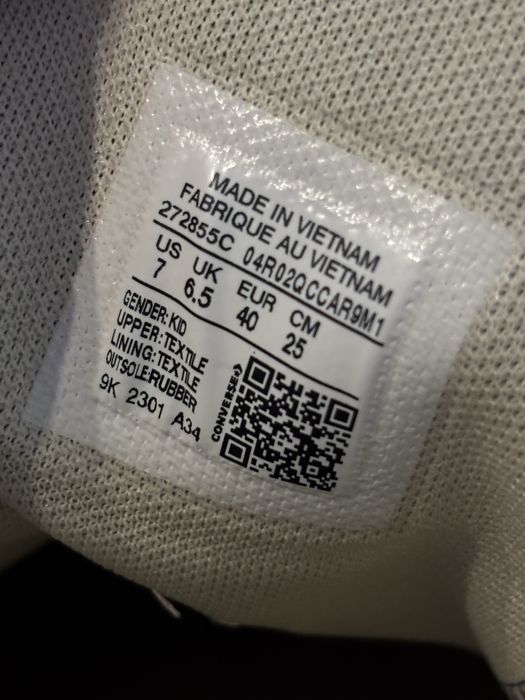 MADE IN VIETNAM
FABRIQUE AU VIETNAM
272855C 04R02QCCAR9M1
US UK EUR CM
7 6.5 40 25
GENDER:KID
UPPER:TEXTILE
LINING:TEXTILE
OUTSOLE:RUBBER
9K 2301 A34
CONVERSE